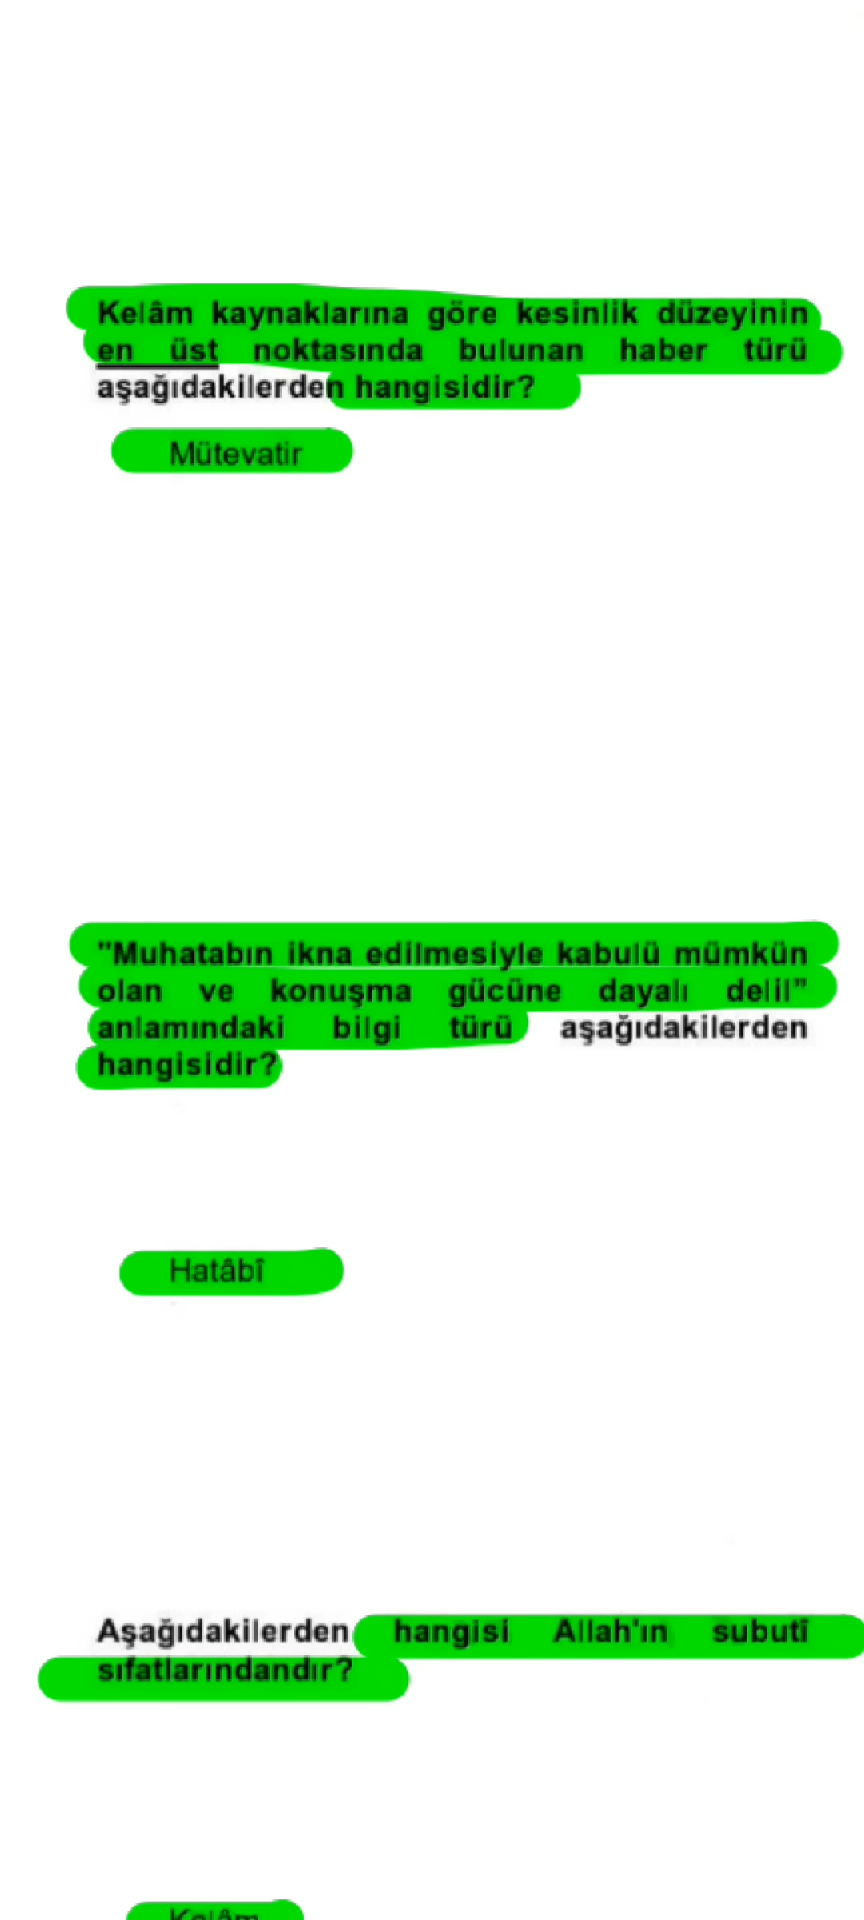 Kelâm kaynaklarına göre kesinlik düzeyinin
en üst noktasında bulunan haber türü
aşağıdakilerden hangisidir?
Mütevatir
"Muhatabın ikna edilmesiyle kabulü mümkün
olan ve konuşma gücüne dayalı delil"
anlamındaki bilgi türü aşağıdakilerden
hangisidir?
Hatâbî
Aşağıdakilerden hangisi Allah'ın subutî
sıfatlarındandır?
Kelâm